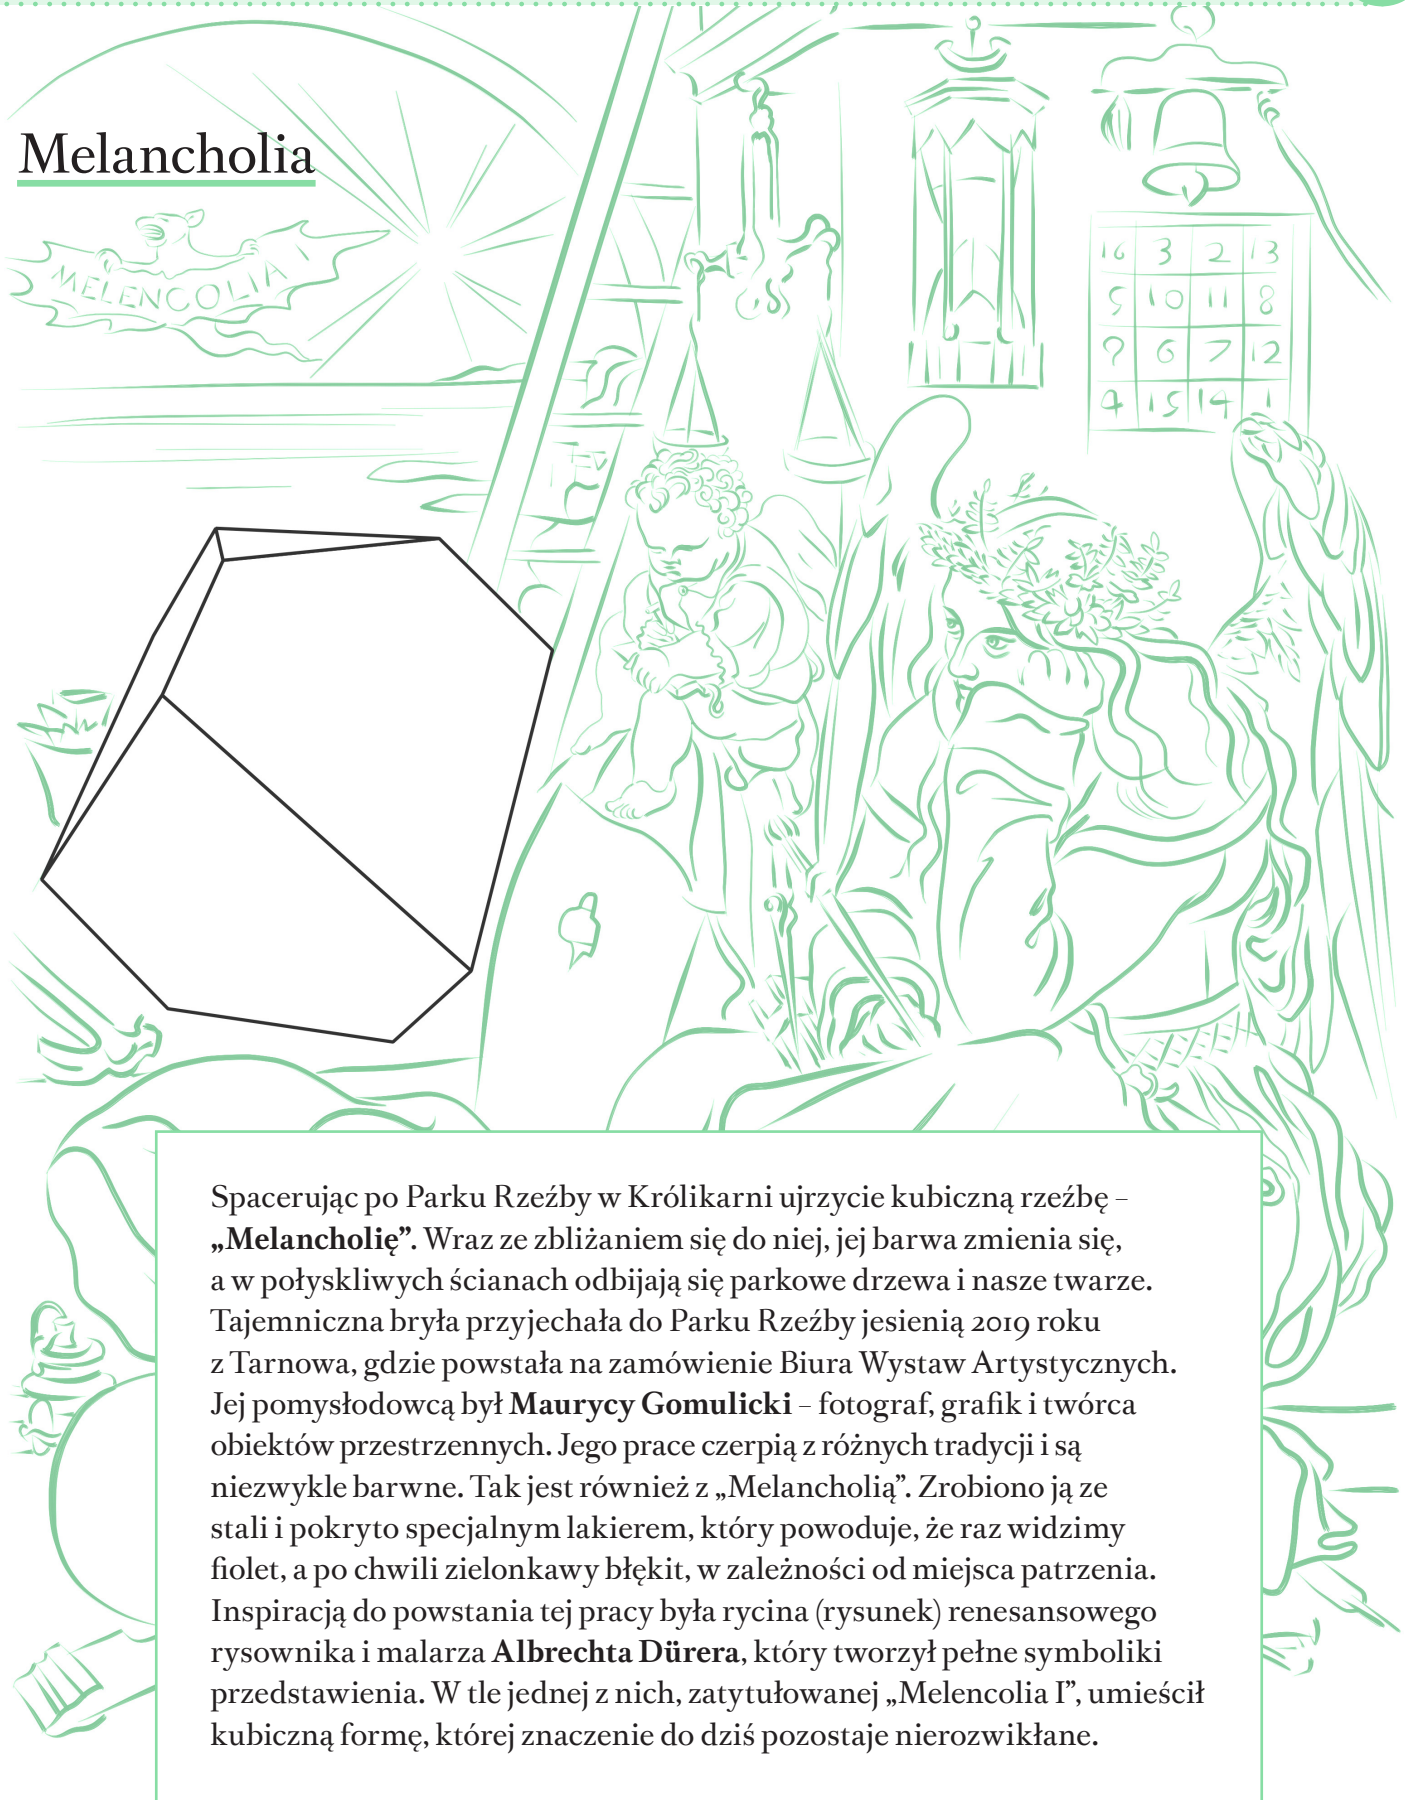 Melancholia
MELENCOLIA I
16 3 2 13
5 10 11 8
9 6 7 12
4 15 14 1
Spacerując po Parku Rzeźby w Królikarni ujrzycie kubiczną rzeźbę –
„Melancholię”. Wraz ze zbliżaniem się do niej, jej barwa zmienia się,
a w połyskliwych ścianach odbijają się parkowe drzewa i nasze twarze.
Tajemniczna bryła przyjechała do Parku Rzeźby jesienią 2019 roku
z Tarnowa, gdzie powstała na zamówienie Biura Wystaw Artystycznych.
Jej pomysłodowcą był Maurycy Gomulicki – fotograf, grafik i twórca
obiektów przestrzennych. Jego prace czerpią z różnych tradycji i są
niezwykle barwne. Tak jest również z „Melancholią”. Zrobiono ją ze
stali i pokryto specjalnym lakierem, który powoduje, że raz widzimy
fiolet, a po chwili zielonkawy błękit, w zależności od miejsca patrzenia.
Inspiracją do powstania tej pracy była rycina (rysunek) renesansowego
rysownika i malarza Albrechta Dürera, który tworzył pełne symboliki
przedstawienia. W tle jednej z nich, zatytułowanej „Melencolia I”, umieścił
kubiczną formę, której znaczenie do dziś pozostaje nierozwikłane.